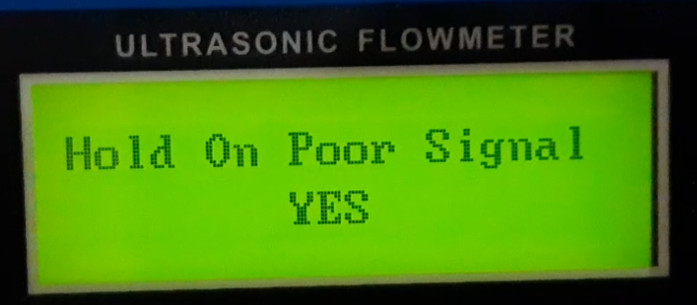 ULTRASONIC FLOWMETER
Hold On Poor Signal
YES